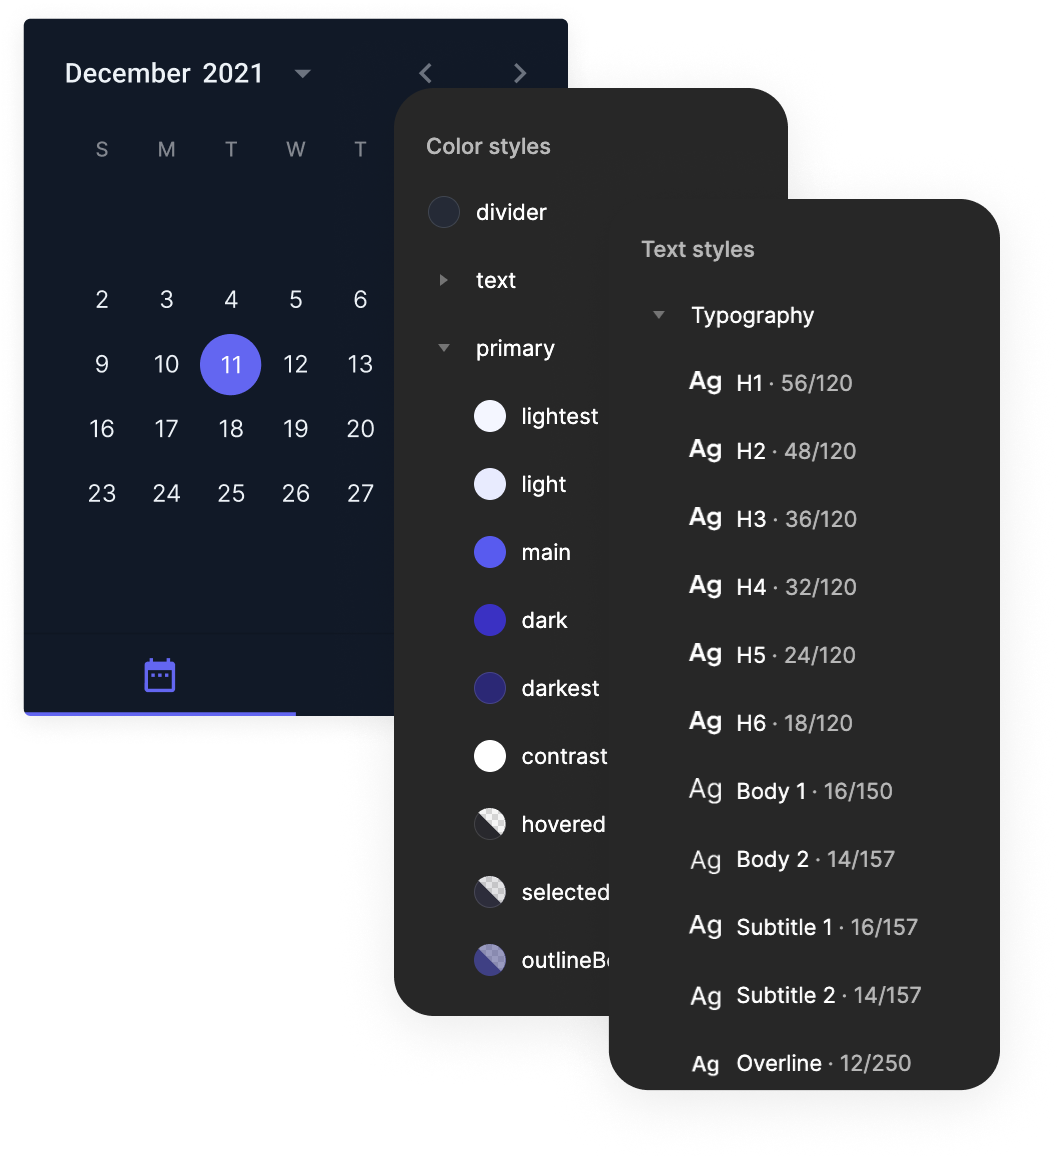 December 2021
S M T W T
2 3 4 5 6
9 10 11 12 13
16 17 18 19 20
23 24 25 26 27
Color styles
divider
text
primary
lightest
light
main
dark
darkest
contrast
hovered
selected
Text styles
Typography
Ag H1 · 56/120
Ag H2 · 48/120
Ag H3 · 36/120
Ag H4 · 32/120
Ag H5 · 24/120
Ag H6 · 18/120
Ag Body 1 · 16/150
Ag Body 2 · 14/157
Ag Subtitle 1 · 16/157
Ag Subtitle 2 · 14/157
Ag Overline · 12/250